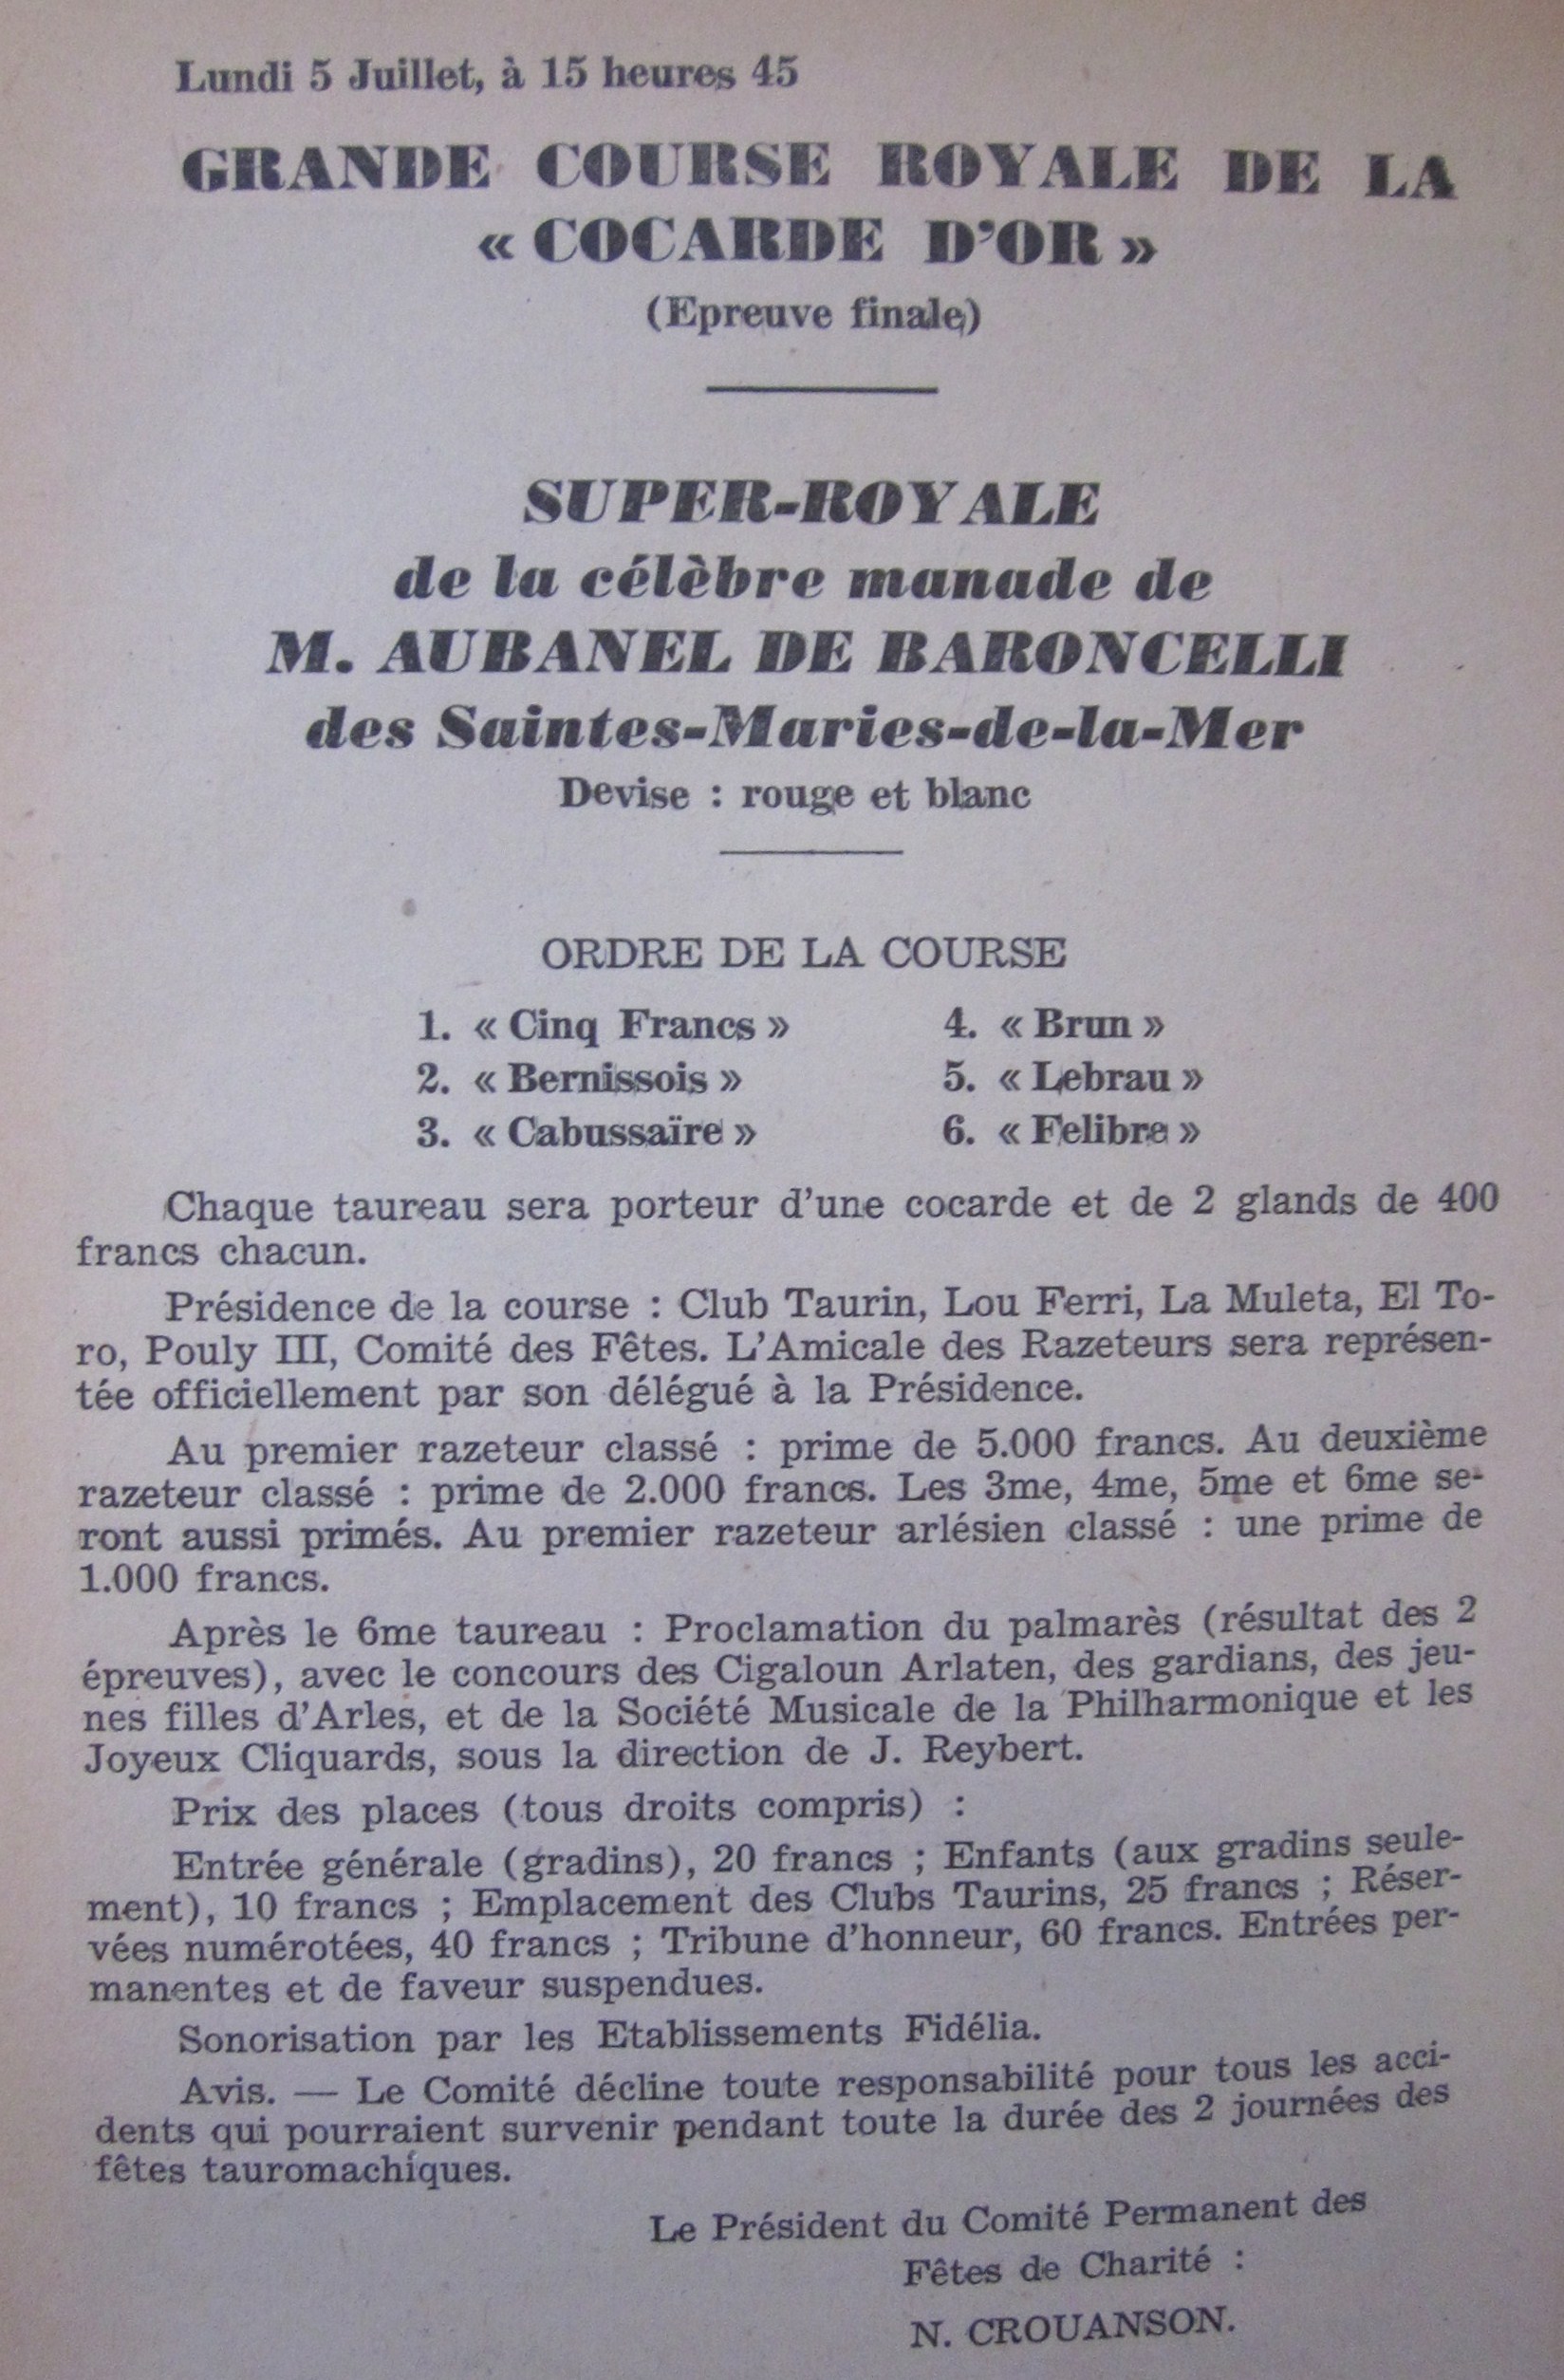 Lundi 5 Juillet, à 15 heures 45
GRANDE COURSE ROYALE DE LA
« COCARDE D'OR »
(Epreuve finale)
SUPER-ROYALE
de la célèbre manade de
M. AUBANEL DE BARONCELLI
des Saintes-Maries-de-la-Mer
Devise : rouge et blanc
ORDRE DE LA COURSE
1. « Cinq Francs »
2. « Bernissois »
3. « Cabussaïre »
4. « Brun »
5. « Lebrau »
6. « Felibre »
Chaque taureau sera porteur d'une cocarde et de 2 glands de 400
francs chacun.
Présidence de la course : Club Taurin, Lou Ferri, La Muleta, El To-
ro, Pouly III, Comité des Fêtes. L'Amicale des Razeteurs sera représen-
tée officiellement par son délégué à la Présidence.
Au premier razeteur classé : prime de 5.000 francs. Au deuxième
razeteur classé : prime de 2.000 francs. Les 3me, 4me, 5me et 6me se-
ront aussi primés. Au premier razeteur arlésien classé : une prime de
1.000 francs.
Après le 6me taureau : Proclamation du palmarès (résultat des 2
épreuves), avec le concours des Cigaloun Arlaten, des gardians, des jeu-
nes filles d'Arles, et de la Société Musicale de la Philharmonique et les
Joyeux Cliquards, sous la direction de J. Reybert.
Prix des places (tous droits compris) :
Entrée générale (gradins), 20 francs ; Enfants (aux gradins seule-
ment), 10 francs ; Emplacement des Clubs Taurins, 25 francs ; Réser-
vées numérotées, 40 francs ; Tribune d'honneur, 60 francs. Entrées per-
manentes et de faveur suspendues.
Sonorisation par les Etablissements Fidélia.
Avis. — Le Comité décline toute responsabilité pour tous les acci-
dents qui pourraient survenir pendant toute la durée des 2 journées des
fêtes tauromachiques.
Le Président du Comité Permanent des
Fêtes de Charité :
N. CROUANSON.